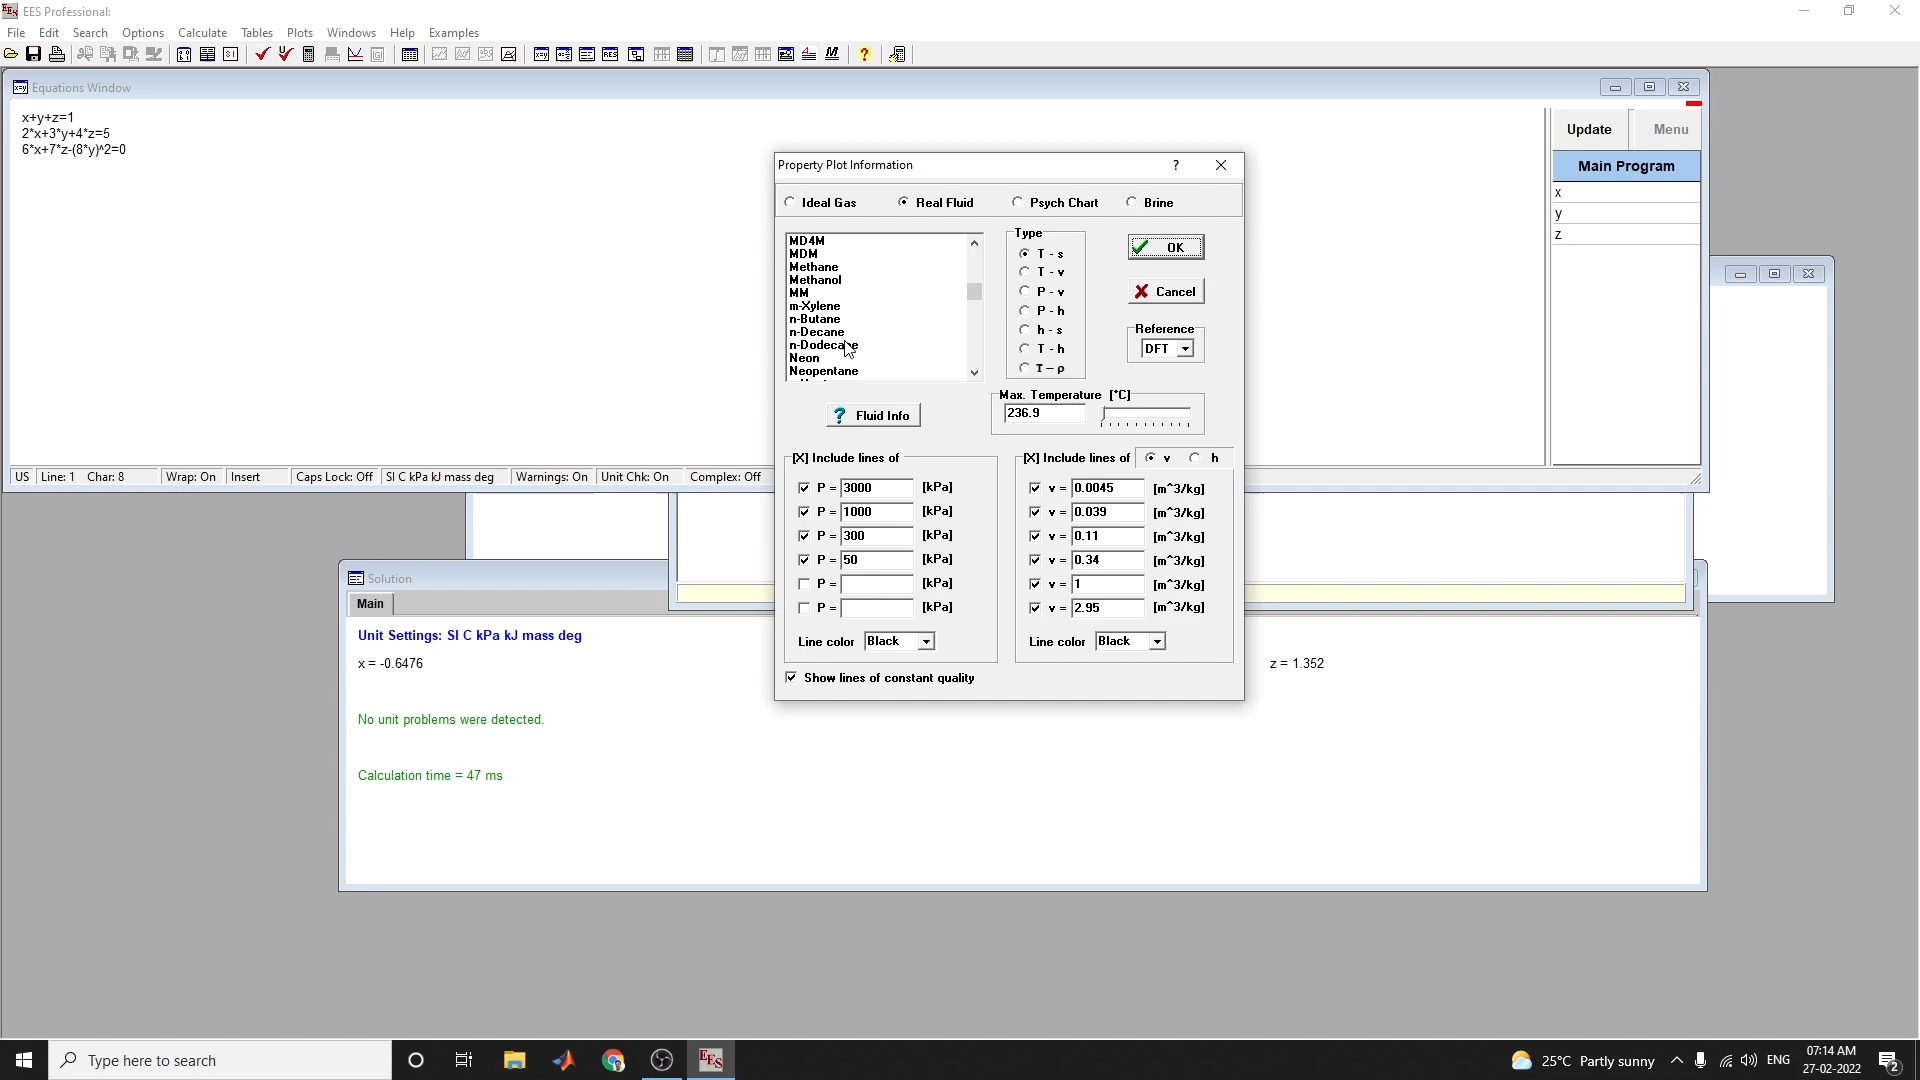 EES Professional:
File Edit Search Options Calculate Tables Plots Windows Help Examples
Equations Window
x+y+z=1
2*x+3*y+4*z=5
6*x+7*z-(8*y)^2=0
Update Menu
Main Program
x
y
z
US Line: 1 Char: 8 Wrap: On Insert Caps Lock: Off SI C kPa kJ mass deg Warnings: On Unit Chk: On Complex: Off
Property Plot Information
Ideal Gas Real Fluid Psych Chart Brine
MD4M
MDM
Methane
Methanol
MM
m-Xylene
n-Butane
n-Decane
n-Dodecane
Neon
Neopentane
Type
T - s
T - v
P - v
P - h
h - s
T - h
T - ρ
OK
Cancel
Reference
DFT
Fluid Info
Max. Temperature [°C]
236.9
[X] Include lines of
P = 3000 [kPa]
P = 1000 [kPa]
P = 300 [kPa]
P = 50 [kPa]
P = [kPa]
P = [kPa]
Line color Black
[X] Include lines of v h
v = 0.0045 [m^3/kg]
v = 0.039 [m^3/kg]
v = 0.11 [m^3/kg]
v = 0.34 [m^3/kg]
v = 1 [m^3/kg]
v = 2.95 [m^3/kg]
Line color Black
Show lines of constant quality
Solution
Main
Unit Settings: SI C kPa kJ mass deg
x = -0.6476
z = 1.352
No unit problems were detected.
Calculation time = 47 ms
Type here to search
25°C Partly sunny
ENG
07:14 AM
27-02-2022
2